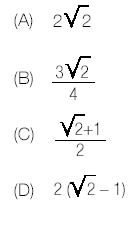 (A) 2√2
(B) 3√2/4
(C) √2+1/2
(D) 2 (√2 – 1)